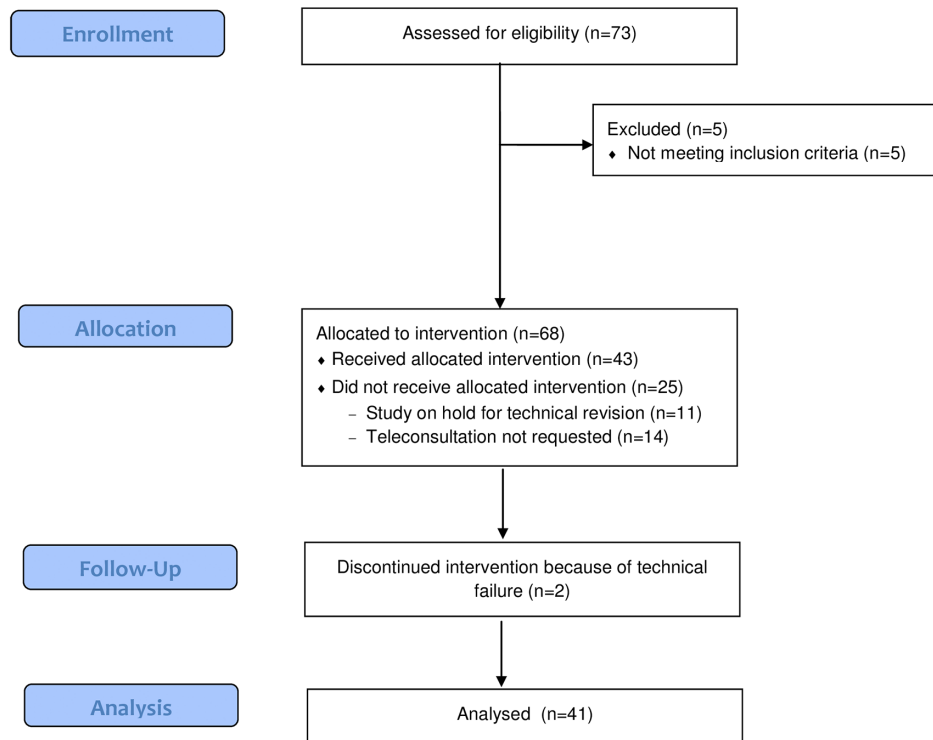 Enrollment
Assessed for eligibility (n=73)
Excluded (n=5)
♦ Not meeting inclusion criteria (n=5)
Allocation
Allocated to intervention (n=68)
♦ Received allocated intervention (n=43)
♦ Did not receive allocated intervention (n=25)
– Study on hold for technical revision (n=11)
– Teleconsultation not requested (n=14)
Follow-Up
Discontinued intervention because of technical
failure (n=2)
Analysis
Analysed (n=41)